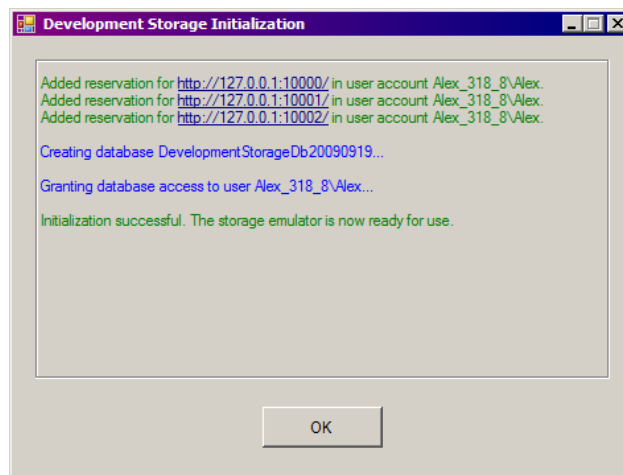 Development Storage Initialization
Added reservation for http://127.0.0.1:10000/ in user account Alex_318_8\Alex.
Added reservation for http://127.0.0.1:10001/ in user account Alex_318_8\Alex.
Added reservation for http://127.0.0.1:10002/ in user account Alex_318_8\Alex.
Creating database DevelopmentStorageDb20090919...
Granting database access to user Alex_318_8\Alex...
Initialization successful. The storage emulator is now ready for use.
OK